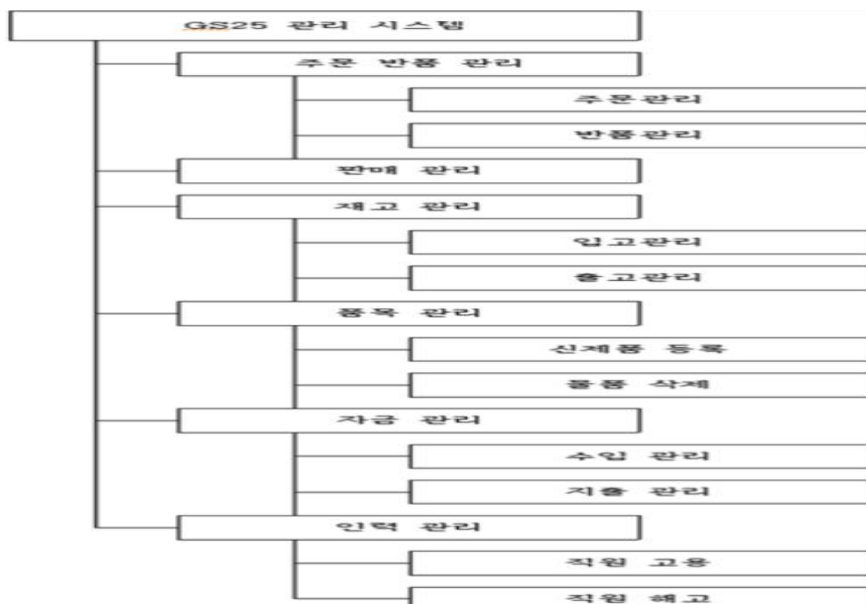 GS25 관리 시스템
주문 반품 관리
주문관리
반품관리
판매 관리
재고 관리
입고관리
출고관리
품목 관리
신제품 등록
물품 삭제
자금 관리
수입 관리
지출 관리
인력 관리
직원 고용
직원 해고